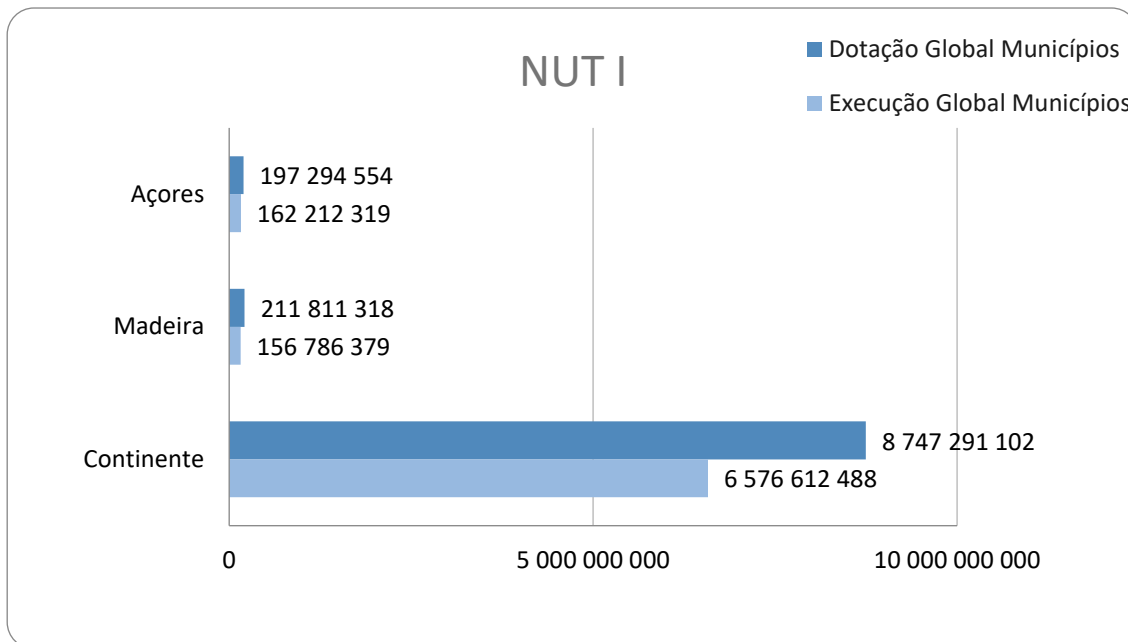 NUT I
Dotação Global Municípios
Execução Global Municípios
Açores
197 294 554
162 212 319
Madeira
211 811 318
156 786 379
Continente
8 747 291 102
6 576 612 488
0
5 000 000 000
10 000 000 000